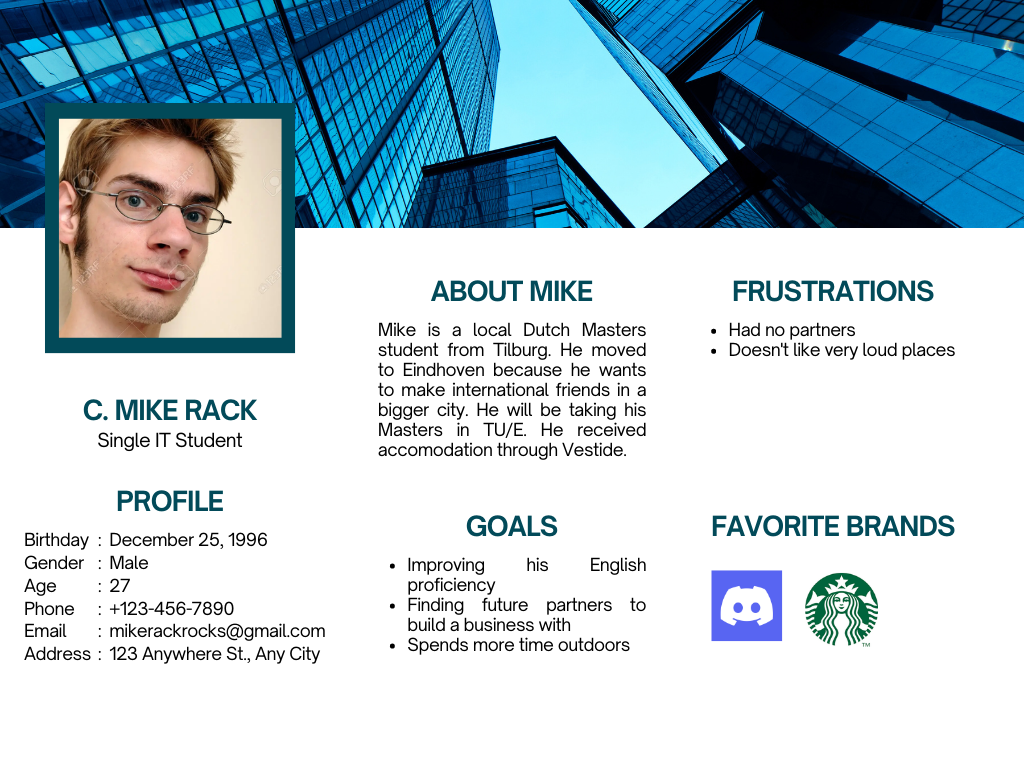 C. MIKE RACK
Single IT Student
PROFILE
Birthday : December 25, 1996
Gender : Male
Age : 27
Phone : +123-456-7890
Email : mikerackrocks@gmail.com
Address : 123 Anywhere St., Any City
ABOUT MIKE
Mike is a local Dutch Masters
student from Tilburg. He moved
to Eindhoven because he wants
to make international friends in a
bigger city. He will be taking his
Masters in TU/E. He received
accomodation through Vestide.
GOALS
• Improving his English
proficiency
• Finding future partners to
build a business with
• Spends more time outdoors
FRUSTRATIONS
• Had no partners
• Doesn't like very loud places
FAVORITE BRANDS
TM